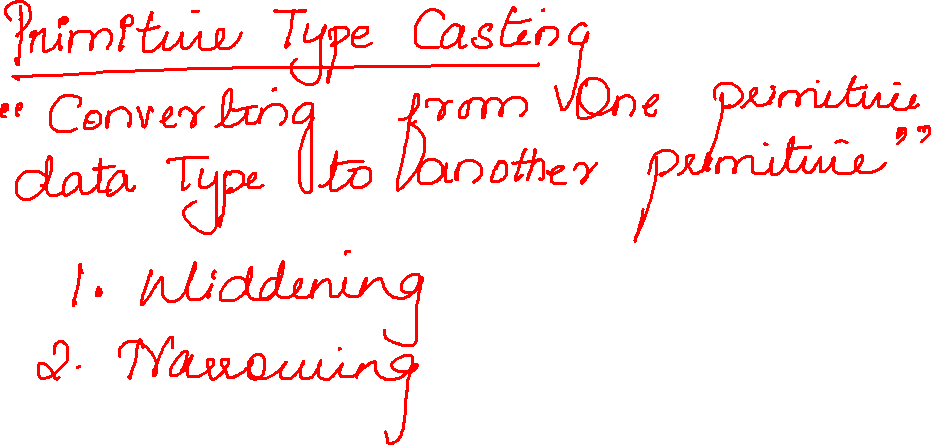 Primitive Type Casting
"Converting from One primitive
data Type to another primitive"
1. Widdening
2. Narrowing